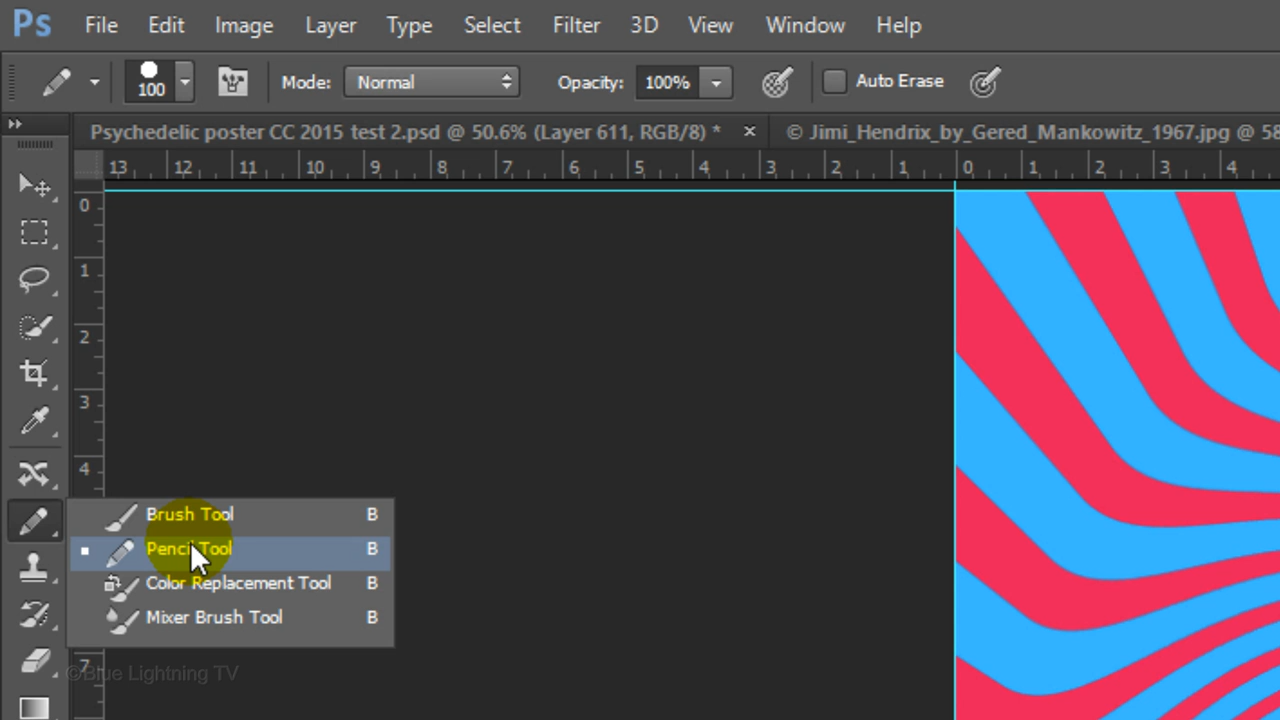 Ps File Edit Image Layer Type Select Filter 3D View Window Help
100 Mode: Normal Opacity: 100% Auto Erase
Psychedelic poster CC 2015 test 2.psd @ 50.6% (Layer 611, RGB/8) * × © Jimi_Hendrix_by_Gered_Mankowitz_1967.jpg @ 58
13 12 11 10 9 8 7 6 5 4 3 2 1 0 1 2 3 4
0
1
2
3
4
Brush Tool B
Pencil Tool B
Color Replacement Tool B
Mixer Brush Tool B
7
©Blue Lightning TV